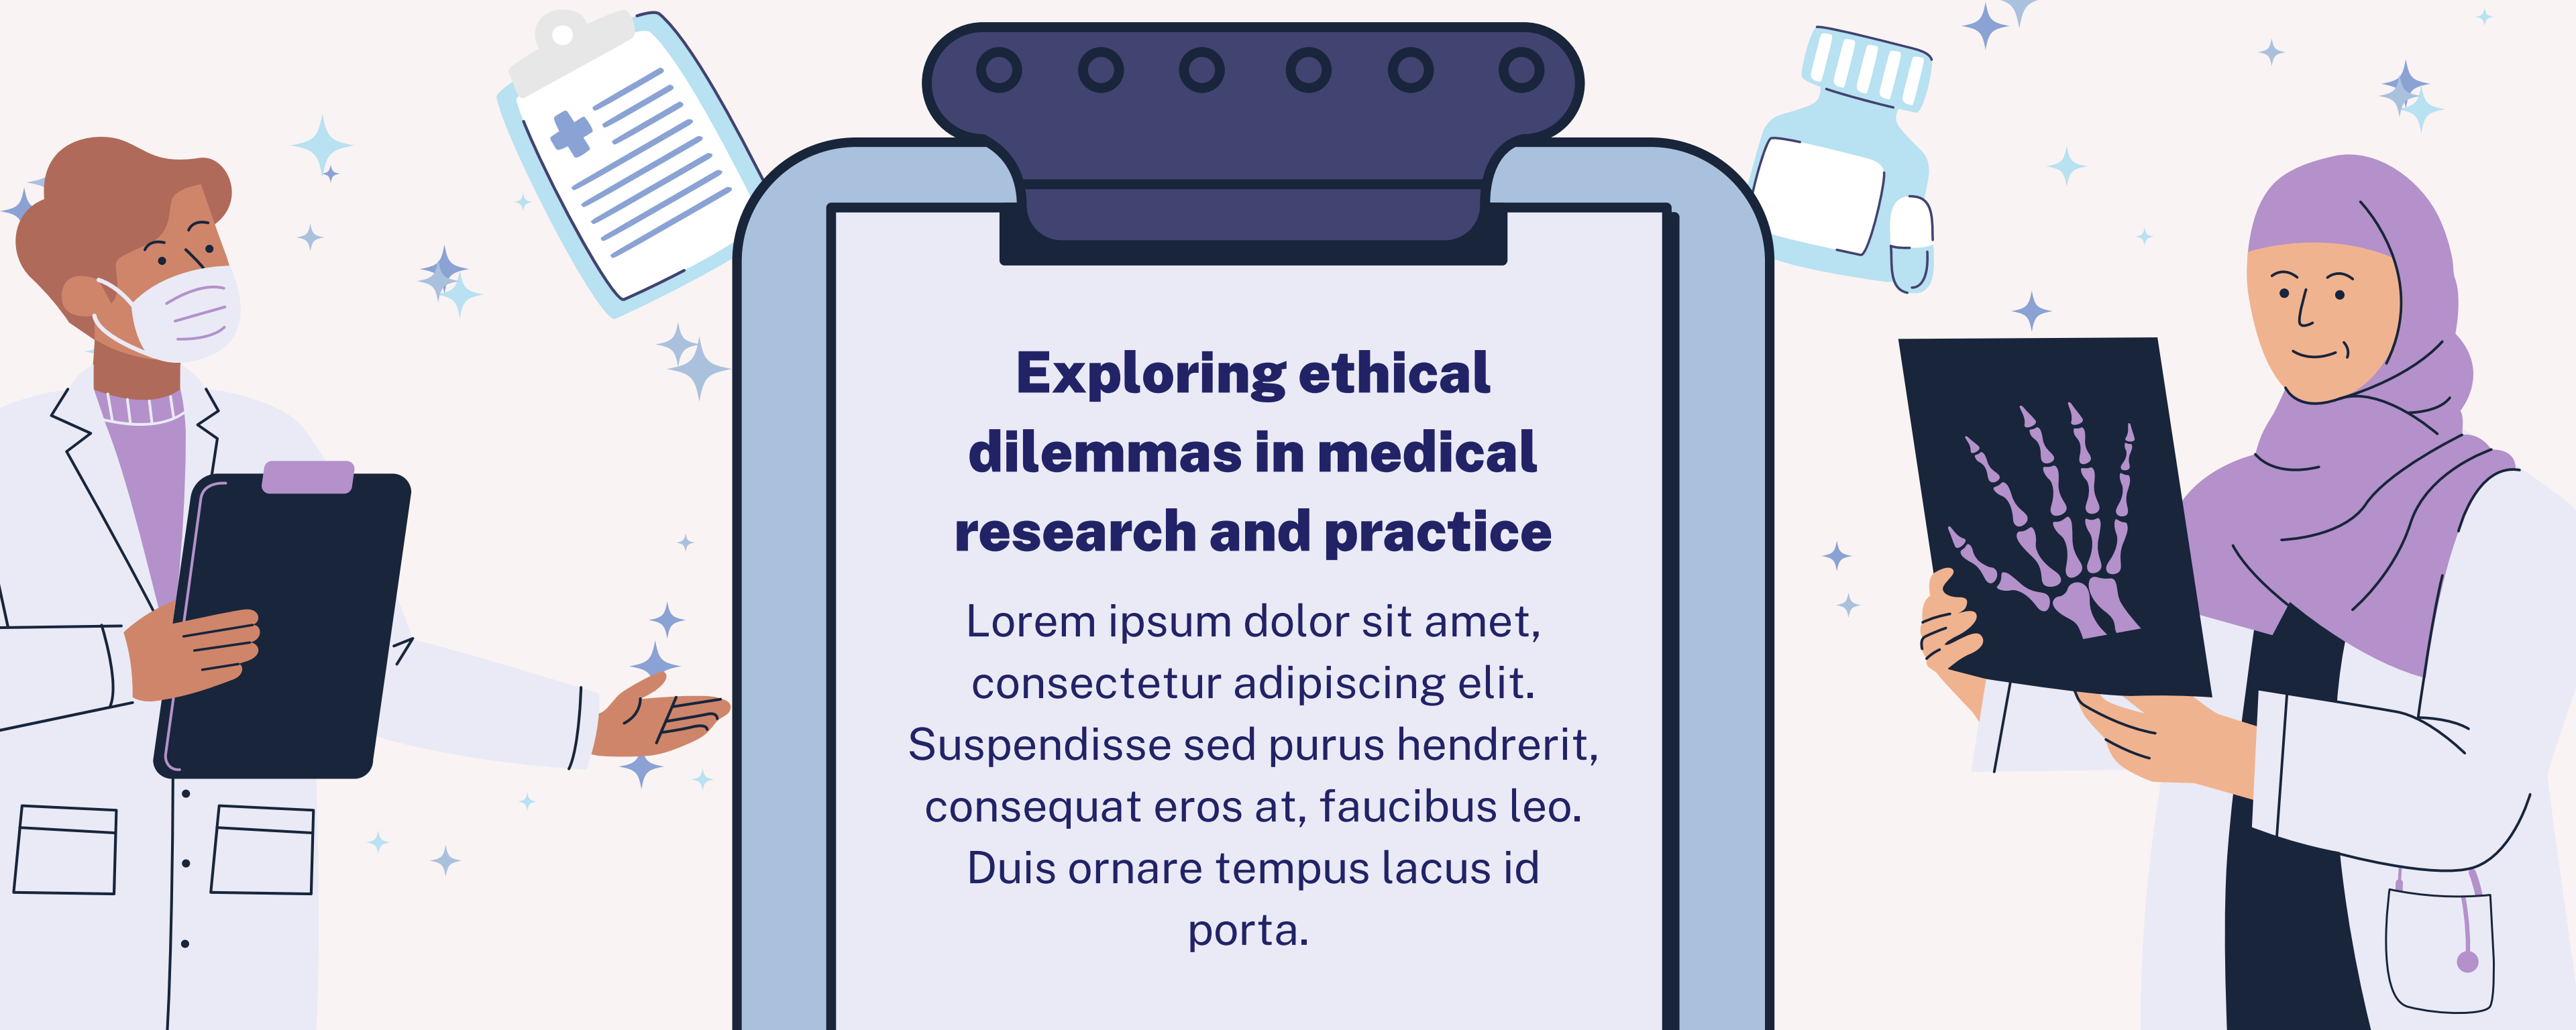 Exploring ethical
dilemmas in medical
research and practice
Lorem ipsum dolor sit amet,
consectetur adipiscing elit.
Suspendisse sed purus hendrerit,
consequat eros at, faucibus leo.
Duis ornare tempus lacus id
porta.